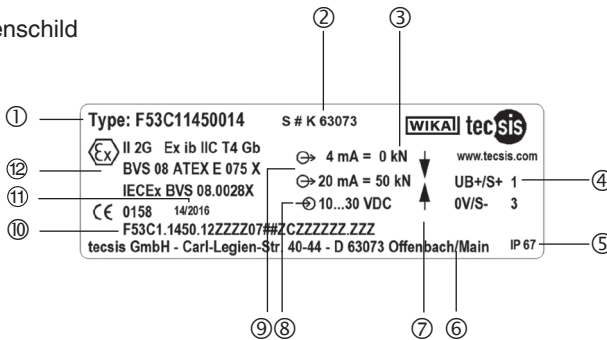 enschild
② ③
① Type: F53C11450014 S # K 63073 WIKAI tecsis
Ex II 2G Ex ib IIC T4 Gb
⑫ BVS 08 ATEX E 075 X
IECEx BVS 08.0028X
⑪
CE 0158 14/2016
4 mA = 0 kN
20 mA = 50 kN
10...30 VDC
www.tecsis.com
UB+/S+ 1 ④
0V/S- 3
⑩ F53C1.1450.12ZZZZ07##ZCZZZZZZ.ZZZ
tecsis GmbH - Carl-Legien-Str. 40-44 - D 63073 Offenbach/Main IP 67 ⑤
⑨ ⑧ ⑦ ⑥